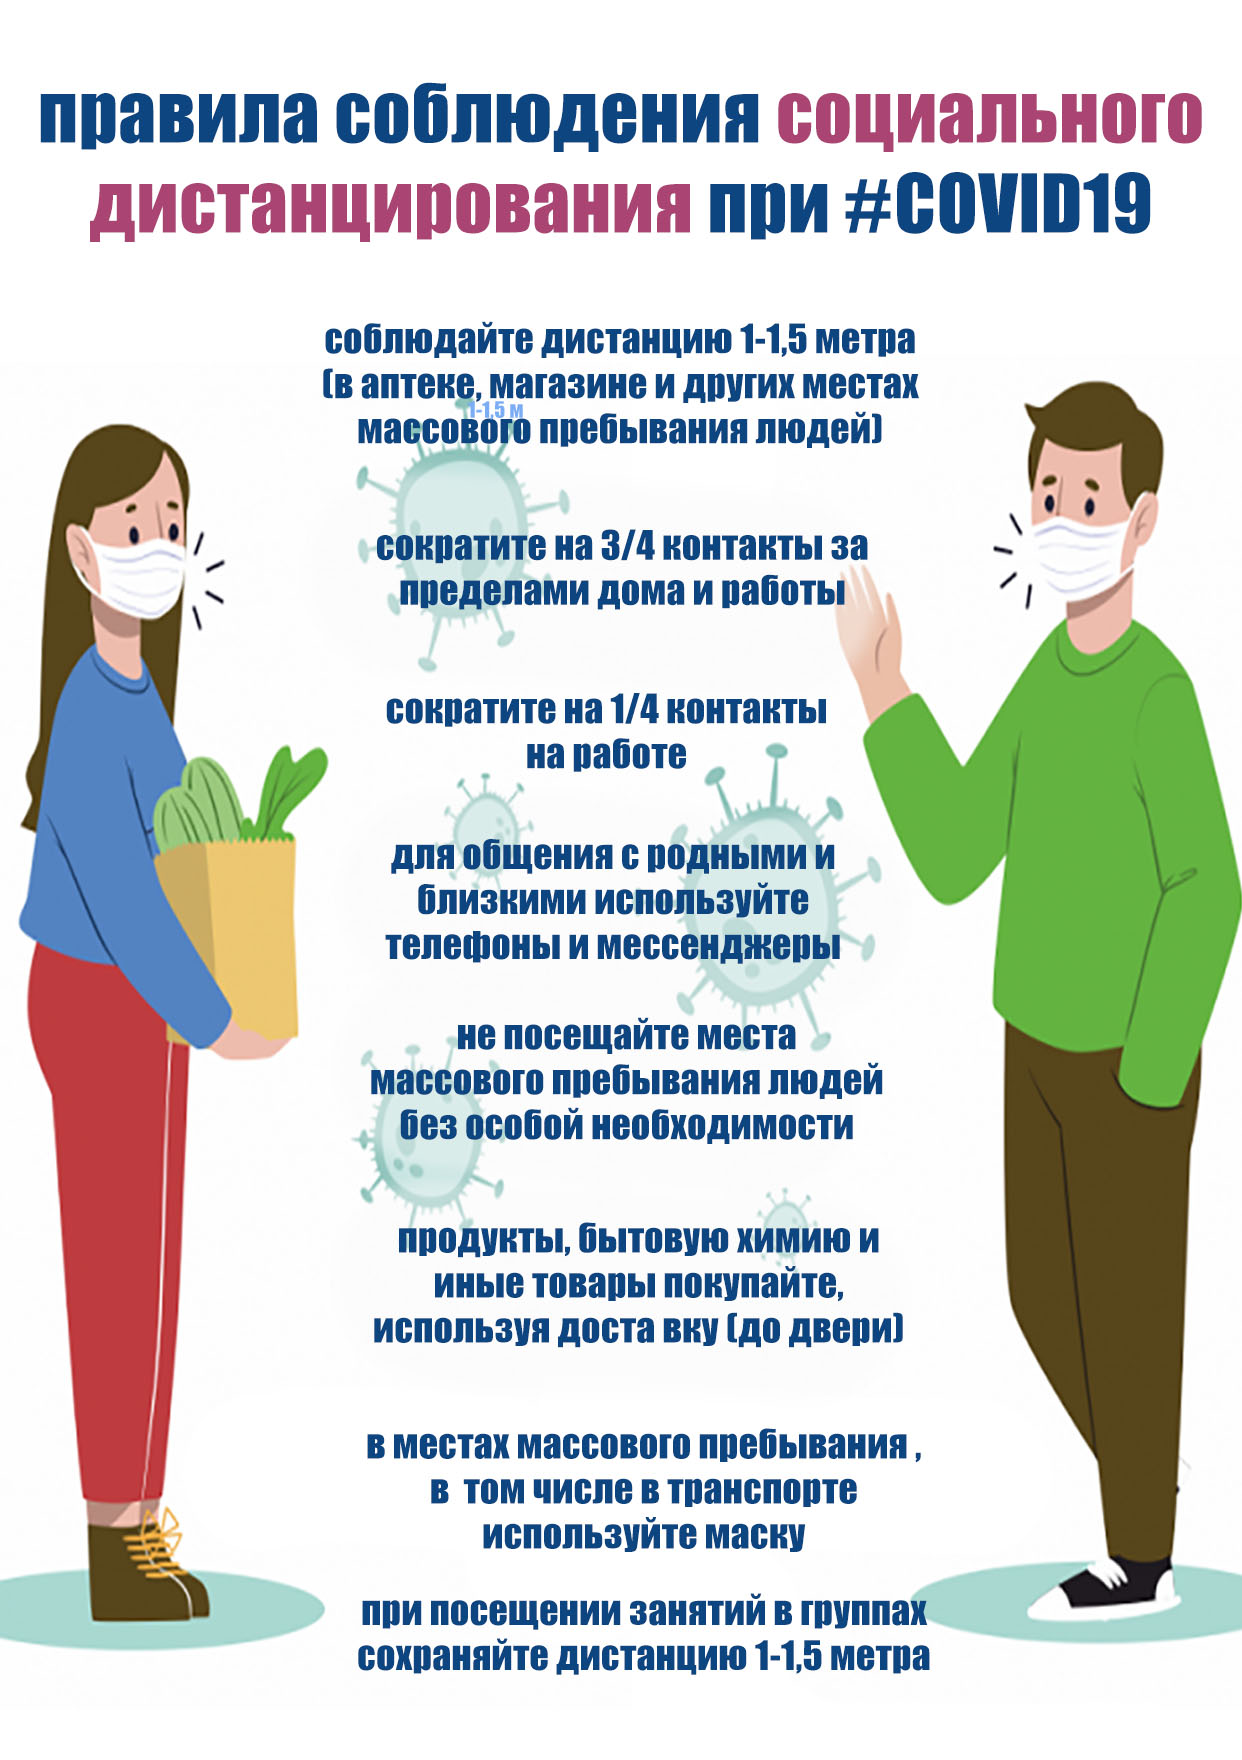 правила соблюдения социального
дистанцирования при #COVID19
соблюдайте дистанцию 1-1,5 метра
(в аптеке, магазине и других местах
1-1,5 м
массового пребывания людей)
сократите на 3/4 контакты за
пределами дома и работы
сократите на 1/4 контакты
на работе
для общения с родными и
близкими используйте
телефоны и мессенджеры
не посещайте места
массового пребывания людей
без особой необходимости
продукты, бытовую химию и
иные товары покупайте,
используя доста вку (до двери)
в местах массового пребывания ,
в  том числе в транспорте
используйте маску
при посещении занятий в группах
сохраняйте дистанцию 1-1,5 метра